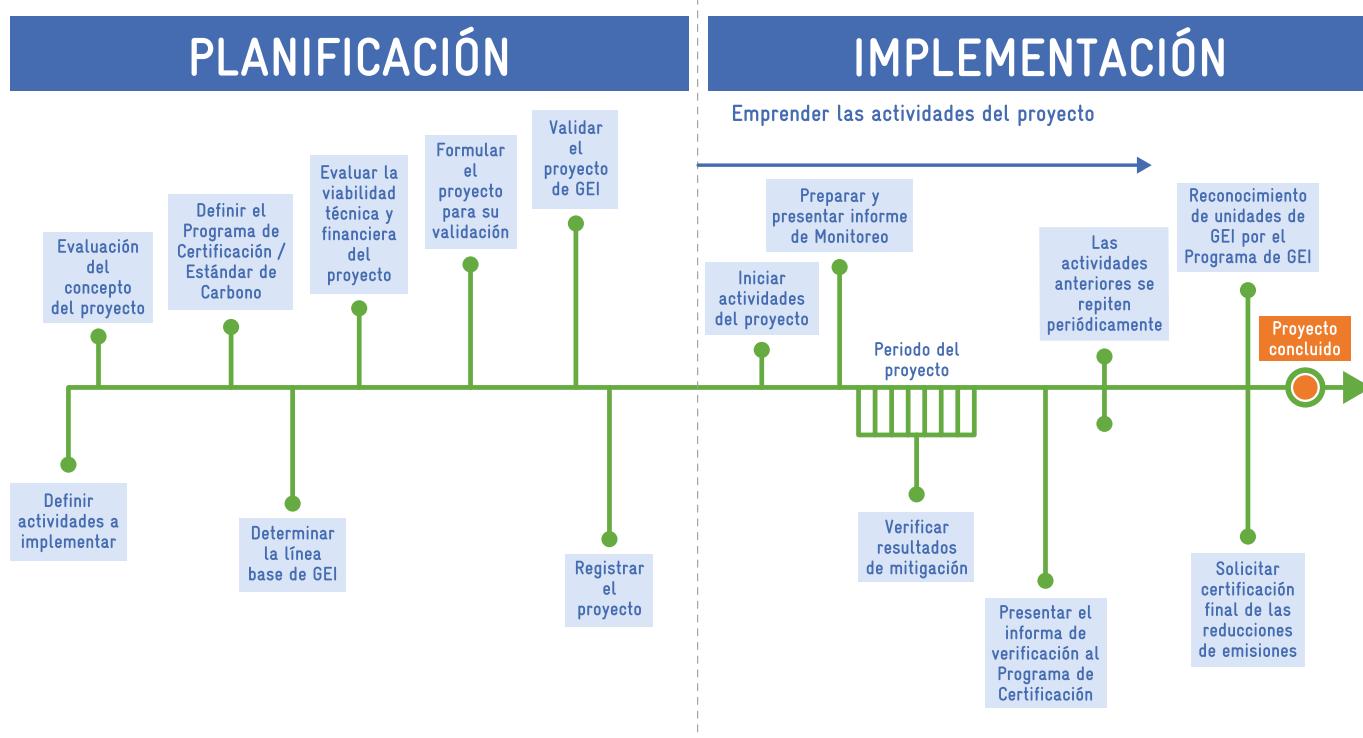 PLANIFICACIÓN
IMPLEMENTACIÓN
Emprender las actividades del proyecto
Definir
actividades a
implementar
Evaluación
del
concepto
del proyecto
Definir el
Programa de
Certificación /
Estándar de
Carbono
Determinar
la línea
base de GEI
Evaluar la
viabilidad
técnica y
financiera
del
proyecto
Formular
el
proyecto
para su
validación
Validar
el
proyecto
de GEI
Registrar
el
proyecto
Iniciar
actividades
del proyecto
Preparar y
presentar informe
de Monitoreo
Periodo del
proyecto
Verificar
resultados
de mitigación
Presentar el
informa de
verificación al
Programa de
Certificación
Las
actividades
anteriores se
repiten
periódicamente
Reconocimiento
de unidades de
GEI por el
Programa de GEI
Solicitar
certificación
final de las
reducciones
de emisiones
Proyecto
concluido